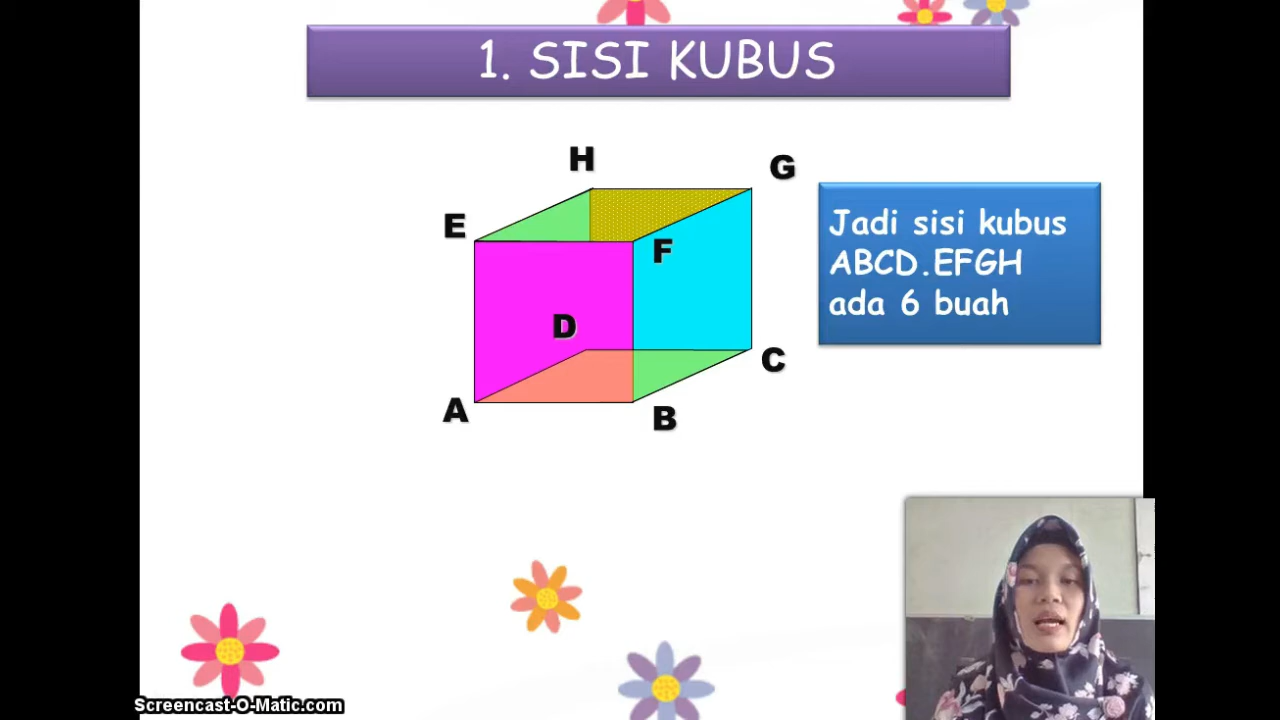 1. SISI KUBUS
H
G
E
F
Jadi sisi kubus
ABCD.EFGH
ada 6 buah
D
C
A
B
Screencast-O-Matic.com